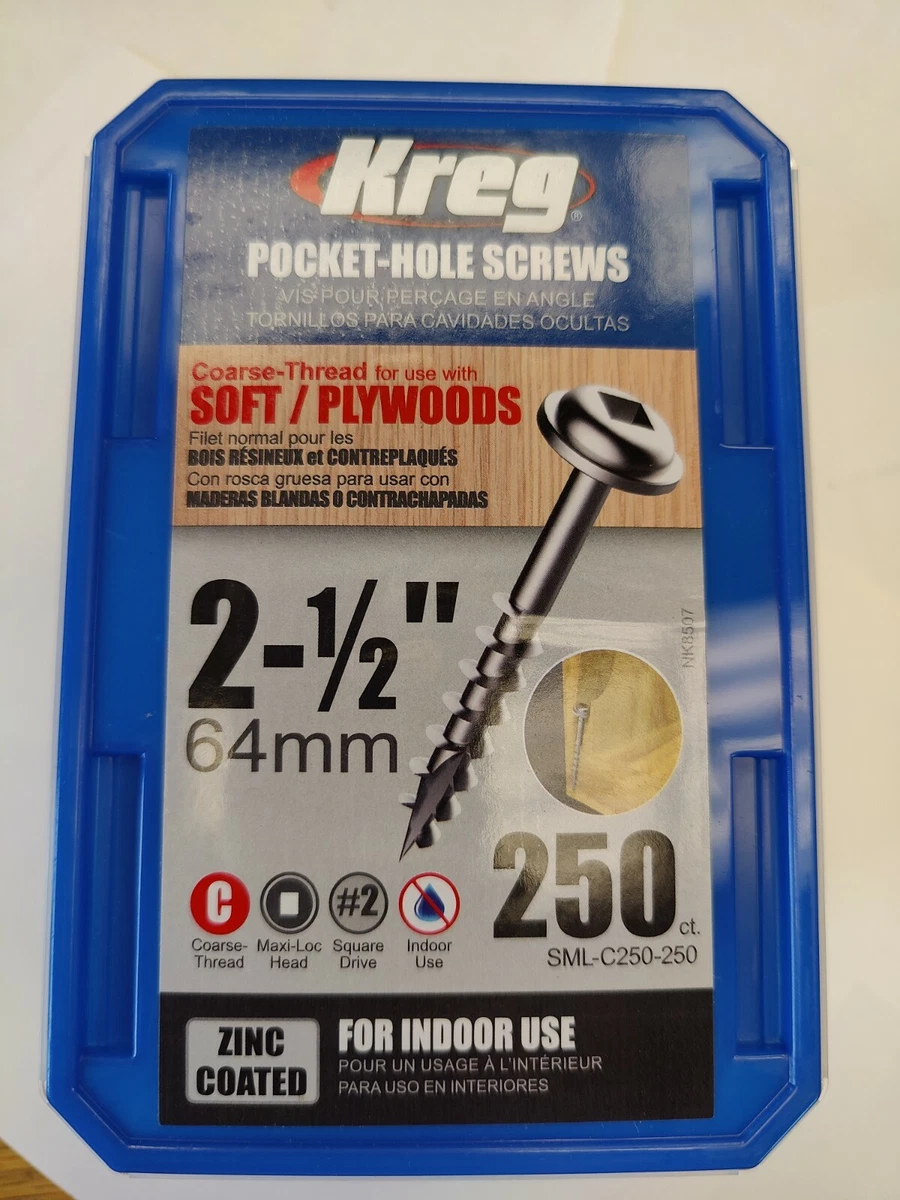 Kreg®
POCKET-HOLE SCREWS
VIS POUR PERÇAGE EN ANGLE
TORNILLOS PARA CAVIDADES OCULTAS
Coarse-Thread for use with
SOFT / PLYWOODS
Filet normal pour les
BOIS RÉSINEUX et CONTREPLAQUÉS
Con rosca gruesa para usar con
MADERAS BLANDAS O CONTRACHAPADAS
2-½"
64mm
NK8507
250 ct.
SML-C250-250
C
Coarse-
Thread
Maxi-Loc
Head
#2
Square
Drive
Indoor
Use
ZINC
COATED
FOR INDOOR USE
POUR UN USAGE À L'INTÉRIEUR
PARA USO EN INTERIORES